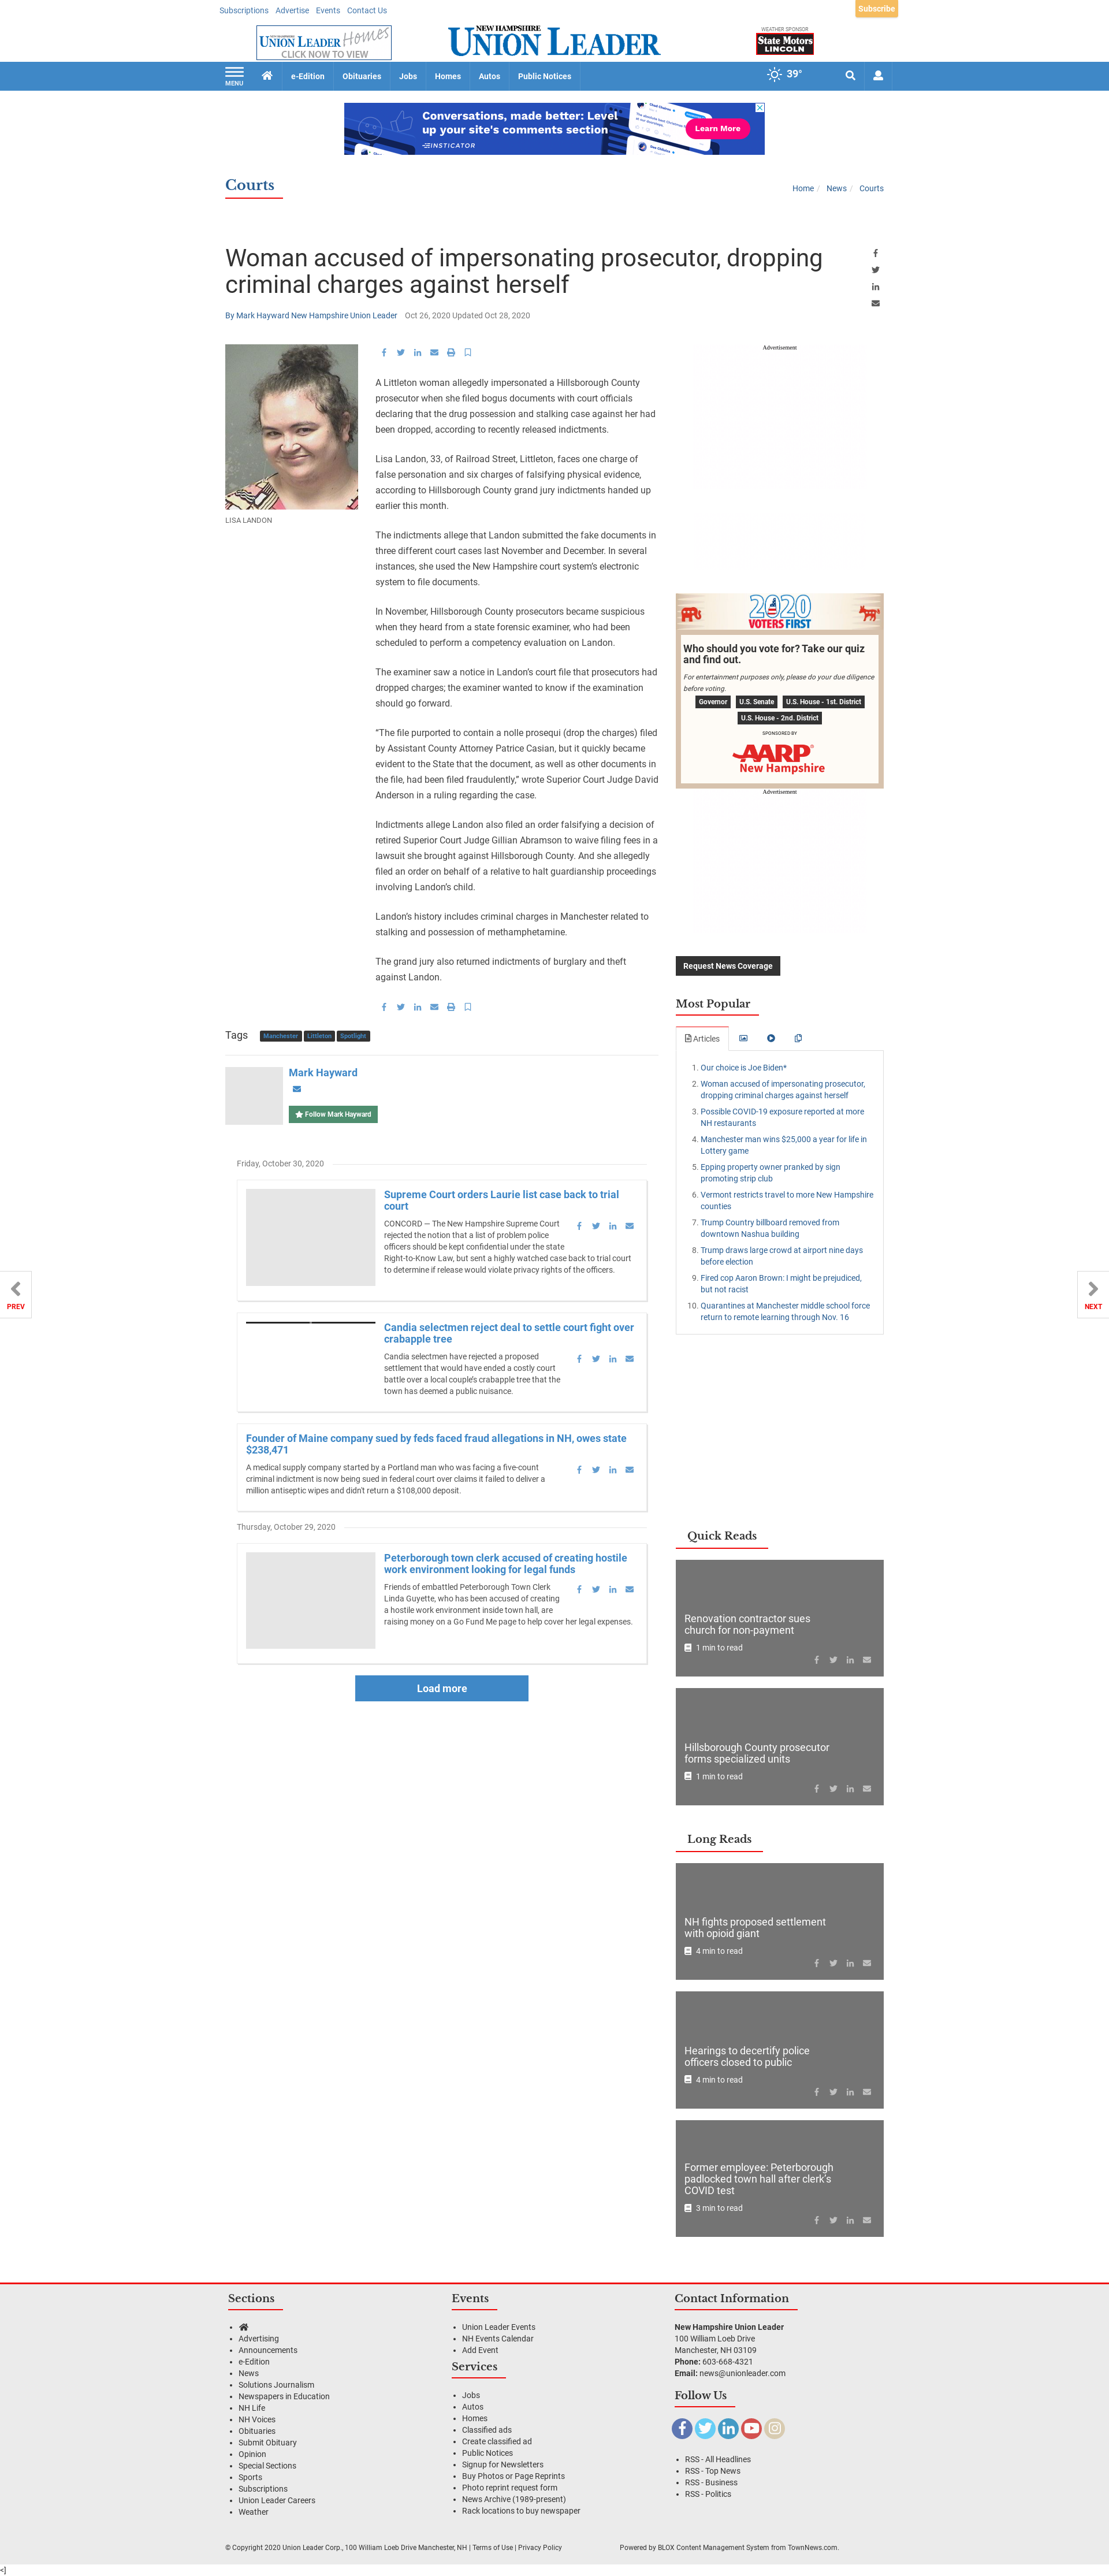 Subscriptions Advertise Events Contact Us
Subscribe
UNION LEADER Homes
CLICK NOW TO VIEW
NEW HAMPSHIRE
UNION LEADER
WEATHER SPONSOR
State Motors
LINCOLN
MENU
e-Edition
Obituaries
Jobs
Homes
Autos
Public Notices
39°
Conversations, made better: Level
up your site's comments section
INSTICATOR
Learn More
Courts
Home / News / Courts
Woman accused of impersonating prosecutor, dropping
criminal charges against herself
By Mark Hayward New Hampshire Union Leader Oct 26, 2020 Updated Oct 28, 2020
LISA LANDON
A Littleton woman allegedly impersonated a Hillsborough County
prosecutor when she filed bogus documents with court officials
declaring that the drug possession and stalking case against her had
been dropped, according to recently released indictments.
Lisa Landon, 33, of Railroad Street, Littleton, faces one charge of
false personation and six charges of falsifying physical evidence,
according to Hillsborough County grand jury indictments handed up
earlier this month.
The indictments allege that Landon submitted the fake documents in
three different court cases last November and December. In several
instances, she used the New Hampshire court system's electronic
system to file documents.
In November, Hillsborough County prosecutors became suspicious
when they heard from a state forensic examiner, who had been
scheduled to perform a competency evaluation on Landon.
The examiner saw a notice in Landon's court file that prosecutors had
dropped charges; the examiner wanted to know if the examination
should go forward.
"The file purported to contain a nolle prosequi (drop the charges) filed
by Assistant County Attorney Patrice Casian, but it quickly became
evident to the State that the document, as well as other documents in
the file, had been filed fraudulently," wrote Superior Court Judge David
Anderson in a ruling regarding the case.
Indictments allege Landon also filed an order falsifying a decision of
retired Superior Court Judge Gillian Abramson to waive filing fees in a
lawsuit she brought against Hillsborough County. And she allegedly
filed an order on behalf of a relative to halt guardianship proceedings
involving Landon's child.
Landon's history includes criminal charges in Manchester related to
stalking and possession of methamphetamine.
The grand jury also returned indictments of burglary and theft
against Landon.
Tags Manchester Littleton Spotlight
Mark Hayward
Follow Mark Hayward
Friday, October 30, 2020
Supreme Court orders Laurie list case back to trial
court
CONCORD — The New Hampshire Supreme Court
rejected the notion that a list of problem police
officers should be kept confidential under the state
Right-to-Know Law, but sent a highly watched case back to trial court
to determine if release would violate privacy rights of the officers.
Candia selectmen reject deal to settle court fight over
crabapple tree
Candia selectmen have rejected a proposed
settlement that would have ended a costly court
battle over a local couple's crabapple tree that the
town has deemed a public nuisance.
Founder of Maine company sued by feds faced fraud allegations in NH, owes state
$238,471
A medical supply company started by a Portland man who was facing a five-count
criminal indictment is now being sued in federal court over claims it failed to deliver a
million antiseptic wipes and didn't return a $108,000 deposit.
Thursday, October 29, 2020
Peterborough town clerk accused of creating hostile
work environment looking for legal funds
Friends of embattled Peterborough Town Clerk
Linda Guyette, who has been accused of creating
a hostile work environment inside town hall, are
raising money on a Go Fund Me page to help cover her legal expenses.
Load more
PREV
NEXT
Advertisement
2020
VOTERS FIRST
Who should you vote for? Take our quiz
and find out.
For entertainment purposes only, please do your due diligence
before voting.
Governor U.S. Senate U.S. House - 1st. District
U.S. House - 2nd. District
SPONSORED BY
AARP
New Hampshire
Advertisement
Request News Coverage
Most Popular
Articles
1. Our choice is Joe Biden*
2. Woman accused of impersonating prosecutor,
dropping criminal charges against herself
3. Possible COVID-19 exposure reported at more
NH restaurants
4. Manchester man wins $25,000 a year for life in
Lottery game
5. Epping property owner pranked by sign
promoting strip club
6. Vermont restricts travel to more New Hampshire
counties
7. Trump Country billboard removed from
downtown Nashua building
8. Trump draws large crowd at airport nine days
before election
9. Fired cop Aaron Brown: I might be prejudiced,
but not racist
10. Quarantines at Manchester middle school force
return to remote learning through Nov. 16
Quick Reads
Renovation contractor sues
church for non-payment
1 min to read
Hillsborough County prosecutor
forms specialized units
1 min to read
Long Reads
NH fights proposed settlement
with opioid giant
4 min to read
Hearings to decertify police
officers closed to public
4 min to read
Former employee: Peterborough
padlocked town hall after clerk's
COVID test
3 min to read
Sections
Advertising
Announcements
e-Edition
News
Solutions Journalism
Newspapers in Education
NH Life
NH Voices
Obituaries
Submit Obituary
Opinion
Special Sections
Sports
Subscriptions
Union Leader Careers
Weather
Events
Union Leader Events
NH Events Calendar
Add Event
Services
Jobs
Autos
Homes
Classified ads
Create classified ad
Public Notices
Signup for Newsletters
Buy Photos or Page Reprints
Photo reprint request form
News Archive (1989-present)
Rack locations to buy newspaper
Contact Information
New Hampshire Union Leader
100 William Loeb Drive
Manchester, NH 03109
Phone: 603-668-4321
Email: news@unionleader.com
Follow Us
RSS - All Headlines
RSS - Top News
RSS - Business
RSS - Politics
© Copyright 2020 Union Leader Corp., 100 William Loeb Drive Manchester, NH | Terms of Use | Privacy Policy
Powered by BLOX Content Management System from TownNews.com.
<]